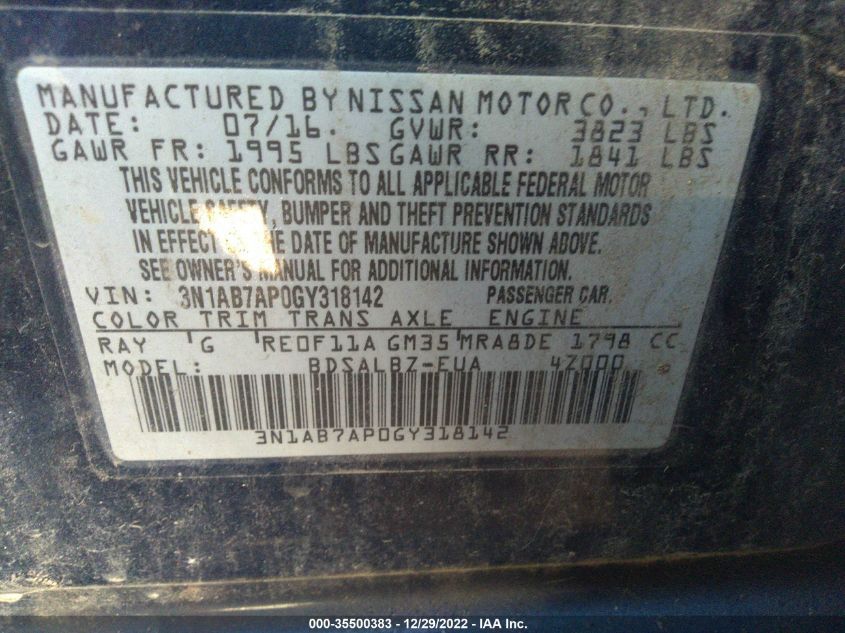 MANUFACTURED BY NISSAN MOTOR CO., LTD.
DATE: 07/16. GVWR: 3823 LBS
GAWR FR: 1995 LBS GAWR RR: 1841 LBS
THIS VEHICLE CONFORMS TO ALL APPLICABLE FEDERAL MOTOR
VEHICLE SAFETY, BUMPER AND THEFT PREVENTION STANDARDS
IN EFFECT ON THE DATE OF MANUFACTURE SHOWN ABOVE.
SEE OWNER'S MANUAL FOR ADDITIONAL INFORMATION.
VIN: 3N1AB7AP0GY318142 PASSENGER CAR.
COLOR TRIM TRANS AXLE ENGINE
RAY G RE0F11A GM35 MRA8DE 1798 CC
MODEL: BDSALBZ-EUA 4Z000
3N1AB7AP0GY318142
000-35500383 - 12/29/2022 - IAA Inc.